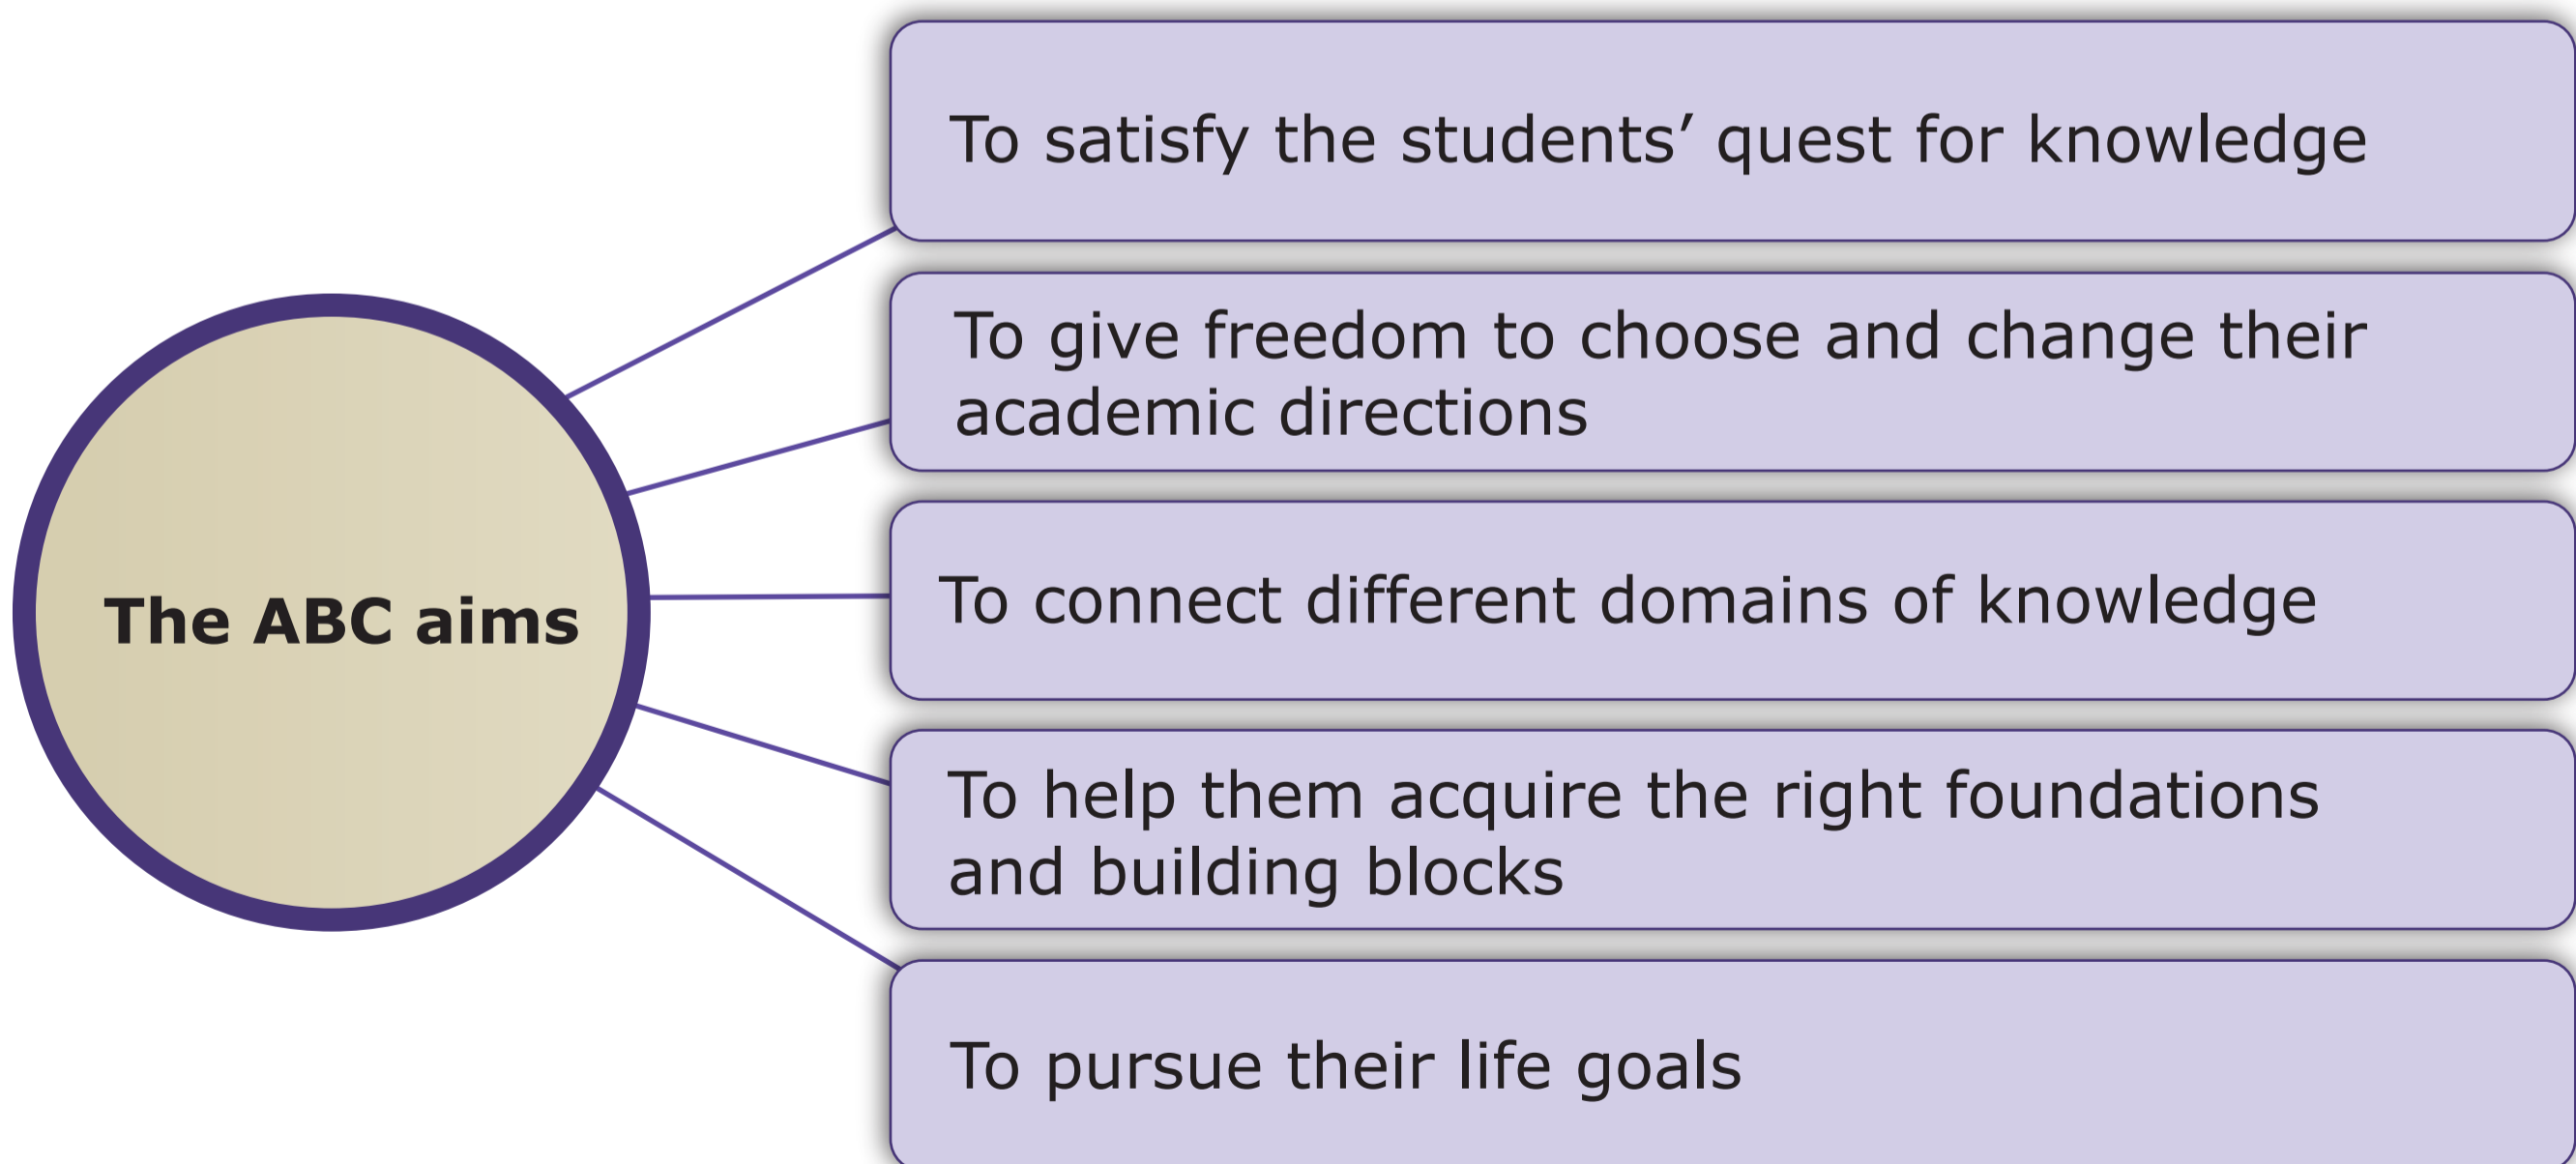 The ABC aims
To satisfy the students’ quest for knowledge
To give freedom to choose and change their
academic directions
To connect different domains of knowledge
To help them acquire the right foundations
and building blocks
To pursue their life goals